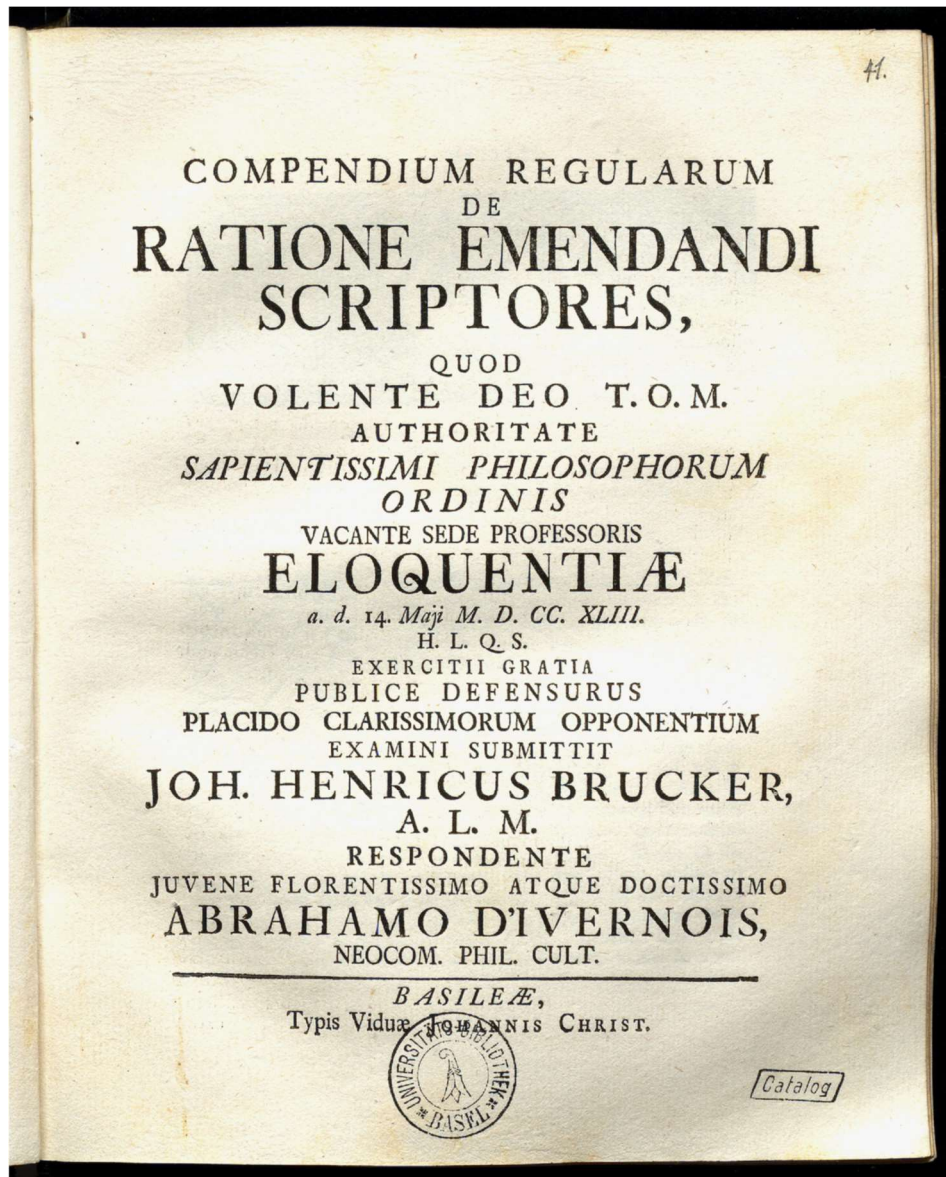 41.
COMPENDIUM REGULARUM
DE
RATIONE EMENDANDI
SCRIPTORES,
QUOD
VOLENTE DEO T. O. M.
AUTHORITATE
SAPIENTISSIMI PHILOSOPHORUM
ORDINIS
VACANTE SEDE PROFESSORIS
ELOQUENTIÆ
a. d. 14. Maji M. D. CC. XLIII.
H. L. Q. S.
EXERCITII GRATIA
PUBLICE DEFENSURUS
PLACIDO CLARISSIMORUM OPPONENTIUM
EXAMINI SUBMITTIT
JOH. HENRICUS BRUCKER,
A. L. M.
RESPONDENTE
JUVENE FLORENTISSIMO ATQUE DOCTISSIMO
ABRAHAMO D'IVERNOIS,
NEOCOM. PHIL. CULT.
BASILEÆ,
Typis Viduæ JOHANNIS CHRIST.
UNIVERSITÄTS-BIBLIOTHEK
* BASEL *
Catalog